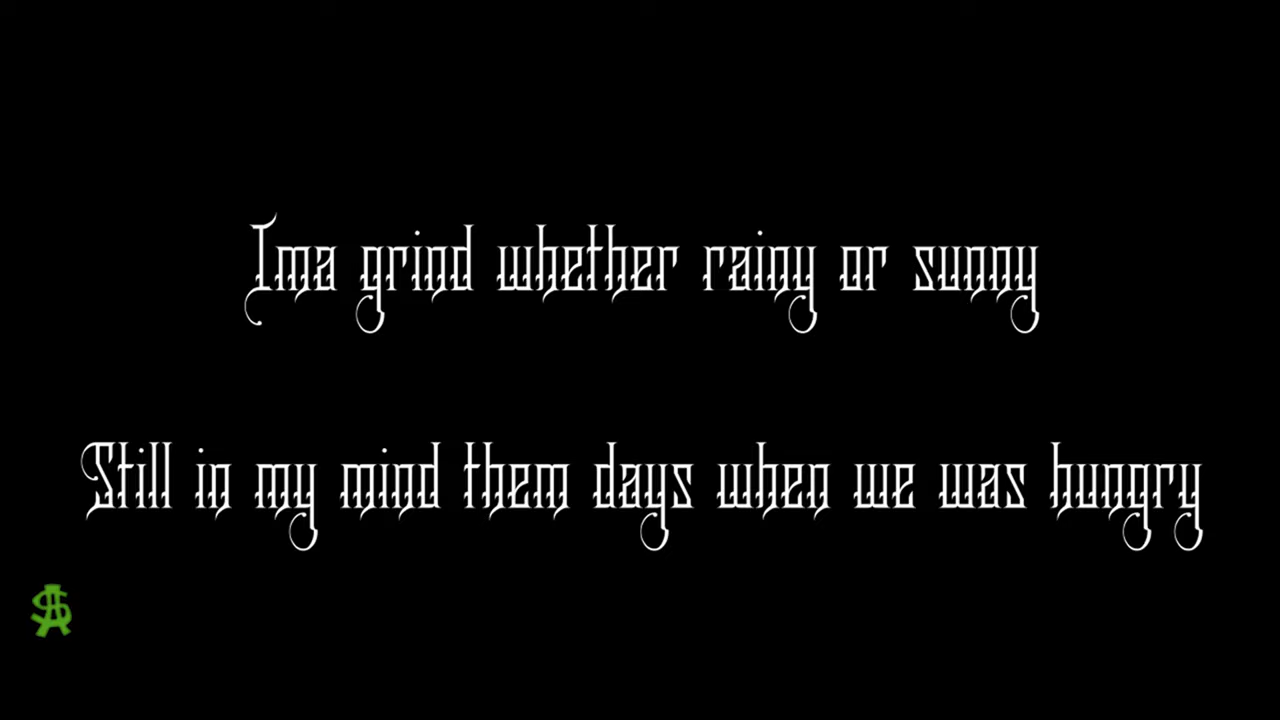 Ima grind whether rainy or sunny
Still in my mind them days when we was hungry